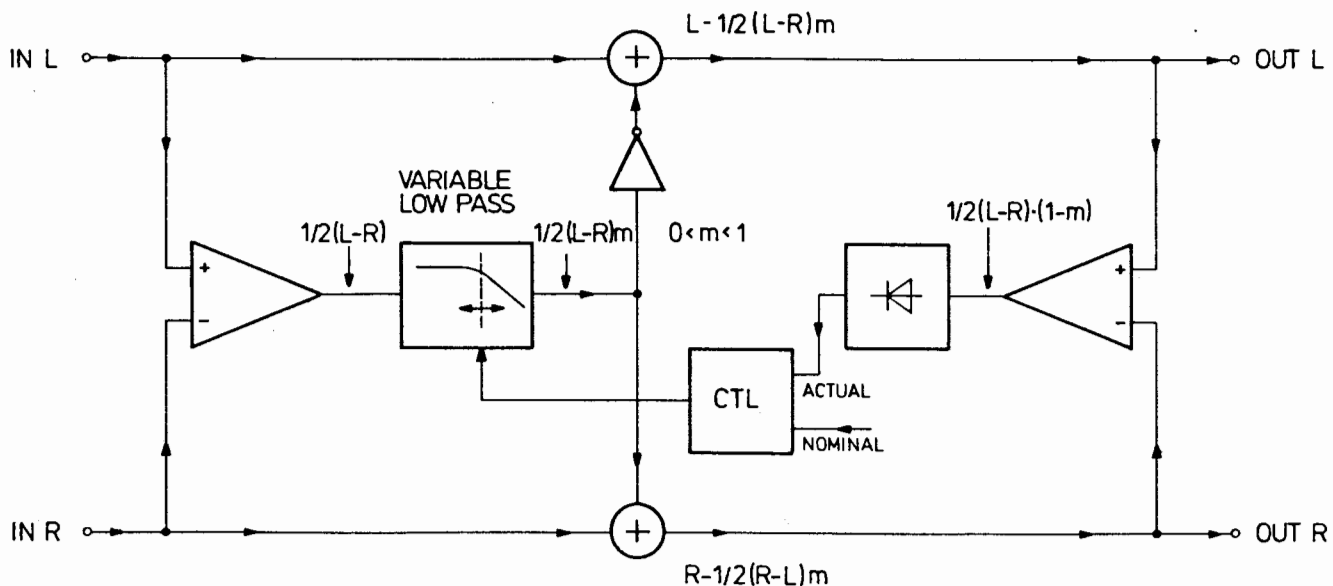 L-1/2(L-R)m
IN L
+
OUT L
VARIABLE
LOW PASS
1/2(L-R)
1/2(L-R)m
0<m<1
1/2(L-R)·(1-m)
+
-
+
-
CTL
ACTUAL
NOMINAL
IN R
+
OUT R
R-1/2(R-L)m